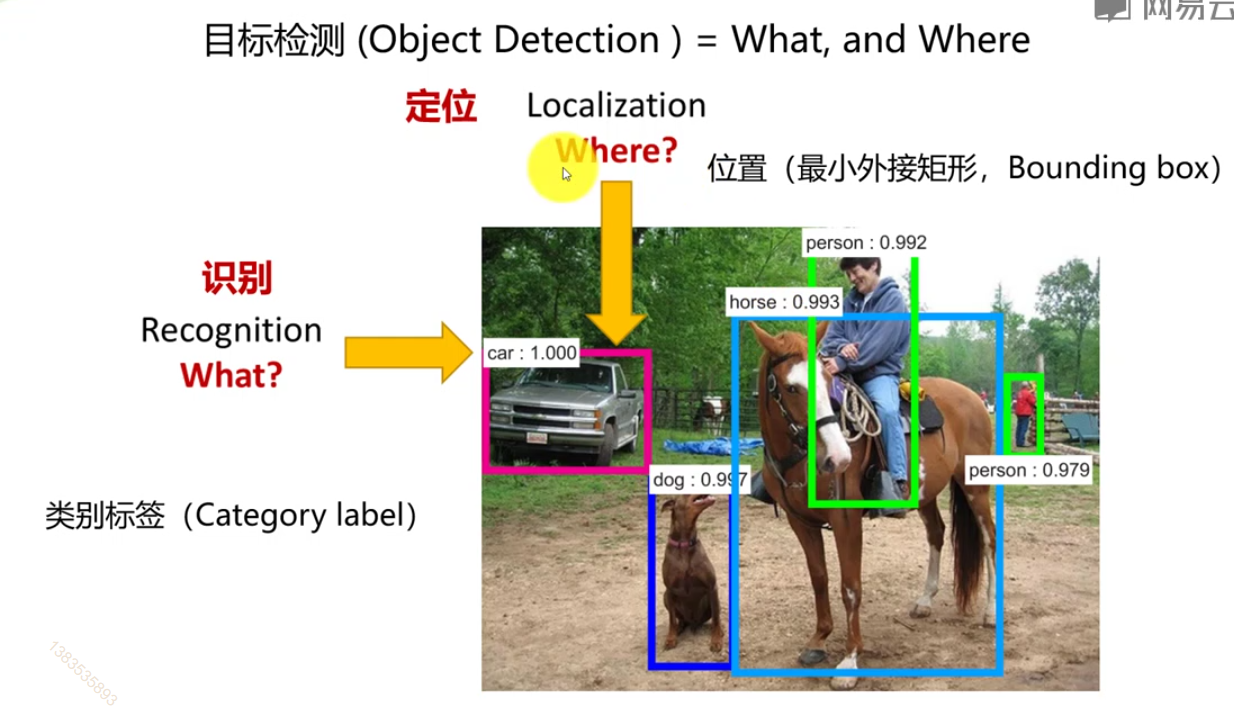 网易云
目标检测 (Object Detection ) = What, and Where
定位 Localization
Where?
位置（最小外接矩形，Bounding box）
识别
Recognition
What?
类别标签（Category label）
person : 0.992
horse : 0.993
car : 1.000
person : 0.979
dog : 0.997
1383535893